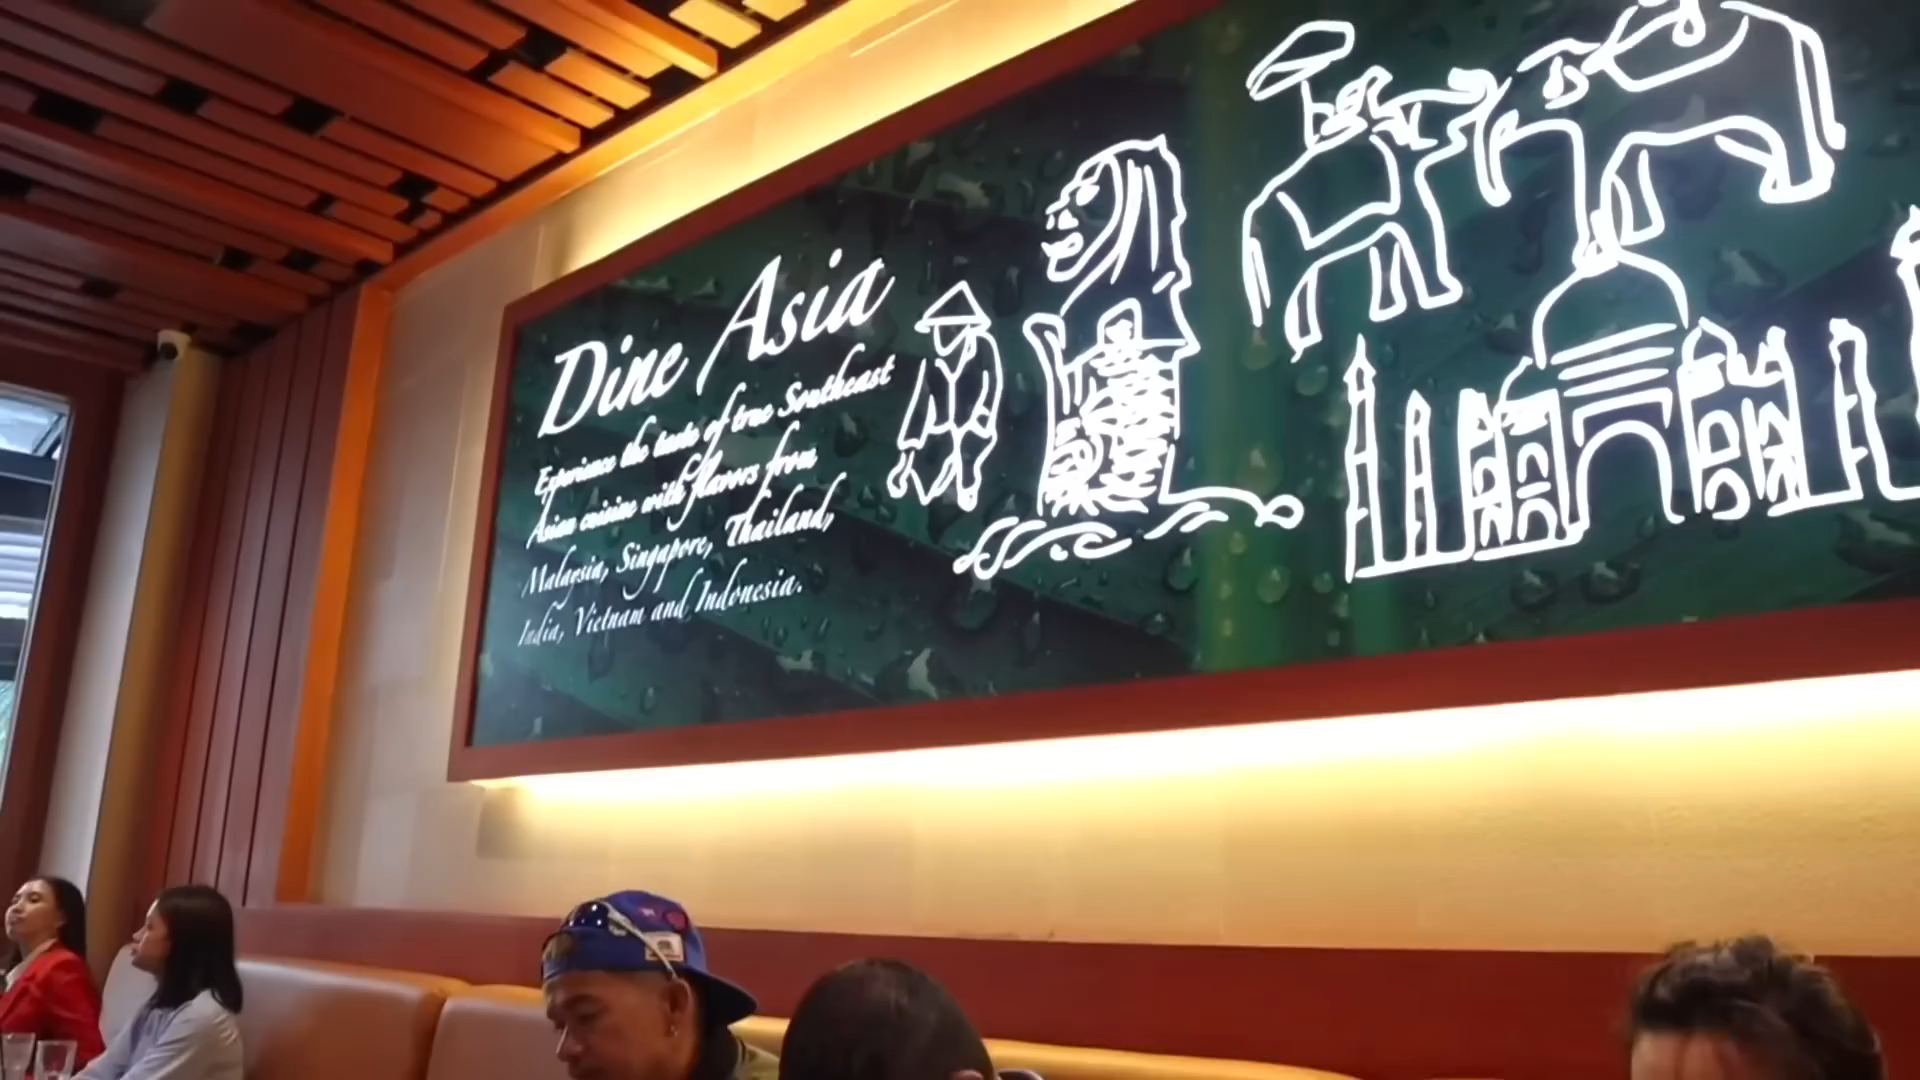 Dine Asia
Experience the taste of true Southeast
Asian cuisine with flavors from
Malaysia, Singapore, Thailand,
India, Vietnam and Indonesia.